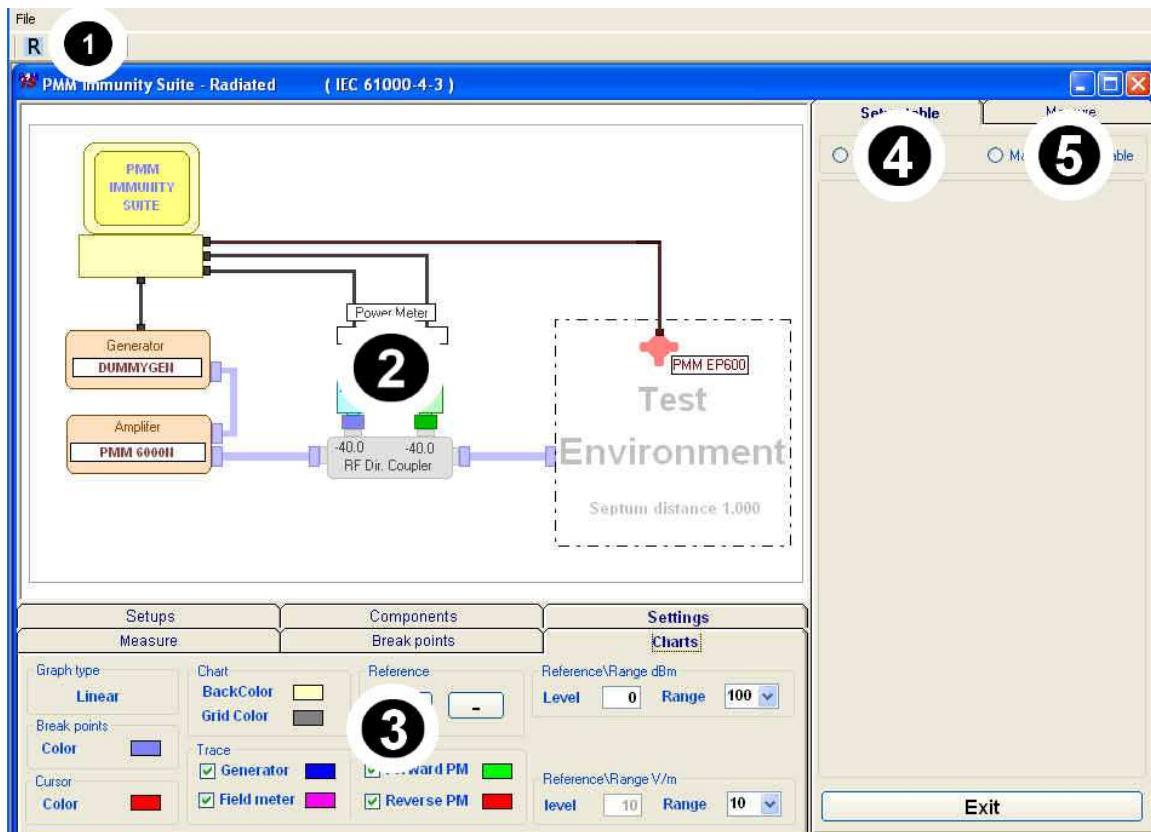 File
R 1
PMM Immunity Suite - Radiated ( IEC 61000-4-3 )
4
5
PMM
IMMUNITY
SUITE
Power Meter
2
Generator
DUMMYGEN
PMM EP600
Test
Environment
Septum distance 1.000
Amplifer
PMM 6000N
-40.0 -40.0
RF Dir. Coupler
Setups Components Settings
Measure Break points Charts
Graph type
Linear
Break points
Color
Cursor
Color
Chart
BackColor
Grid Color
Reference
-
3
Trace
Generator
Field meter
Forward PM
Reverse PM
Reference\Range dBm
Level 0 Range 100
Reference\Range V/m
level 10 Range 10
Exit